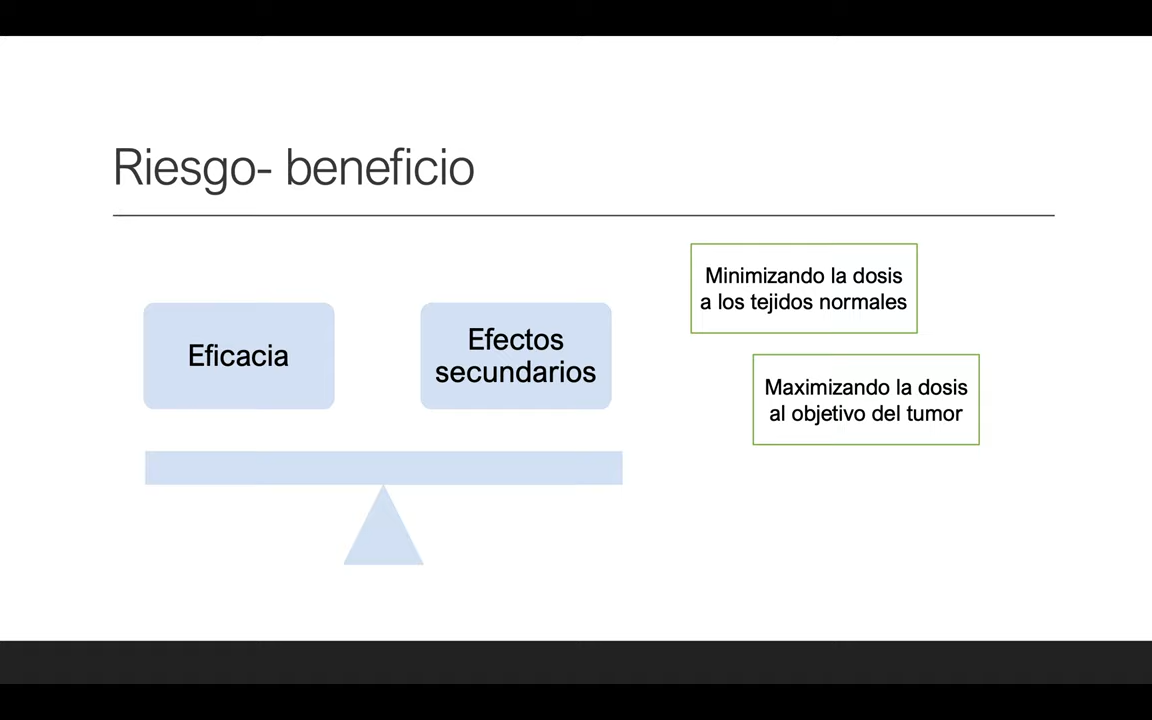 Riesgo- beneficio
Eficacia
Efectos
secundarios
Minimizando la dosis
a los tejidos normales
Maximizando la dosis
al objetivo del tumor